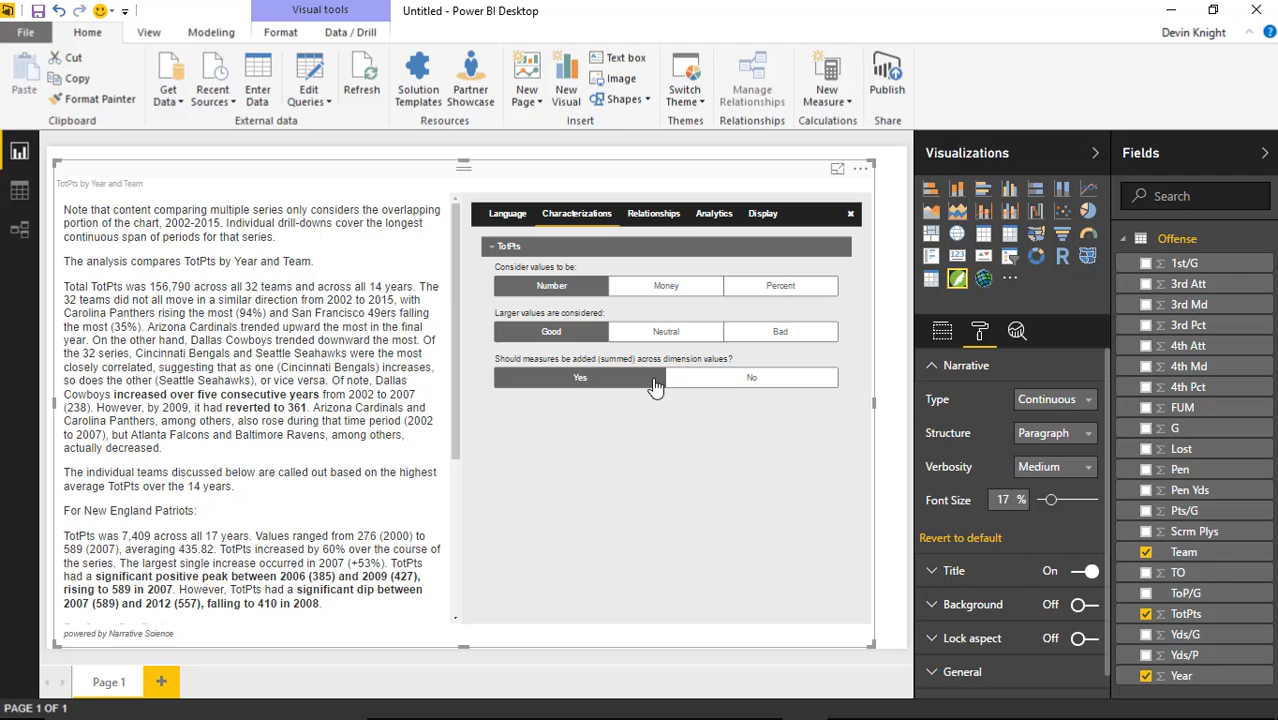 Visual tools
Untitled - Power BI Desktop
File
Home
View
Modeling
Format
Data / Drill
Devin Knight
Paste
Cut
Copy
Format Painter
Clipboard
Get Data
Recent Sources
Enter Data
Edit Queries
Refresh
External data
Solution Templates
Partner Showcase
Resources
New Page
New Visual
Text box
Image
Shapes
Insert
Switch Theme
Themes
Manage Relationships
Relationships
New Measure
Calculations
Publish
Share
TotPts by Year and Team
Note that content comparing multiple series only considers the overlapping
portion of the chart, 2002-2015. Individual drill-downs cover the longest
continuous span of periods for that series.
The analysis compares TotPts by Year and Team.
Total TotPts was 156,790 across all 32 teams and across all 14 years. The
32 teams did not all move in a similar direction from 2002 to 2015, with
Carolina Panthers rising the most (94%) and San Francisco 49ers falling
the most (35%). Arizona Cardinals trended upward the most in the final
year. On the other hand, Dallas Cowboys trended downward the most. Of
the 32 series, Cincinnati Bengals and Seattle Seahawks were the most
closely correlated, suggesting that as one (Cincinnati Bengals) increases,
so does the other (Seattle Seahawks), or vice versa. Of note, Dallas
Cowboys increased over five consecutive years from 2002 to 2007
(238). However, by 2009, it had reverted to 361. Arizona Cardinals and
Carolina Panthers, among others, also rose during that time period (2002
to 2007), but Atlanta Falcons and Baltimore Ravens, among others,
actually decreased.
The individual teams discussed below are called out based on the highest
average TotPts over the 14 years.
For New England Patriots:
TotPts was 7,409 across all 17 years. Values ranged from 276 (2000) to
589 (2007), averaging 435.82. TotPts increased by 60% over the course of
the series. The largest single increase occurred in 2007 (+53%). TotPts
had a significant positive peak between 2006 (385) and 2009 (427),
rising to 589 in 2007. However, TotPts had a significant dip between
2007 (589) and 2012 (557), falling to 410 in 2008.
powered by Narrative Science
Language
Characterizations
Relationships
Analytics
Display
TotPts
Consider values to be:
Number
Money
Percent
Larger values are considered:
Good
Neutral
Bad
Should measures be added (summed) across dimension values?
Yes
No
Visualizations
Narrative
Type
Continuous
Structure
Paragraph
Verbosity
Medium
Font Size
17 %
Revert to default
Title
On
Background
Off
Lock aspect
Off
General
Fields
Search
Offense
1st/G
3rd Att
3rd Md
3rd Pct
4th Att
4th Md
4th Pct
FUM
G
Lost
Pen
Pen Yds
Pts/G
Scrm Plys
Team
TO
ToP/G
TotPts
Yds/G
Yds/P
Year
Page 1
PAGE 1 OF 1